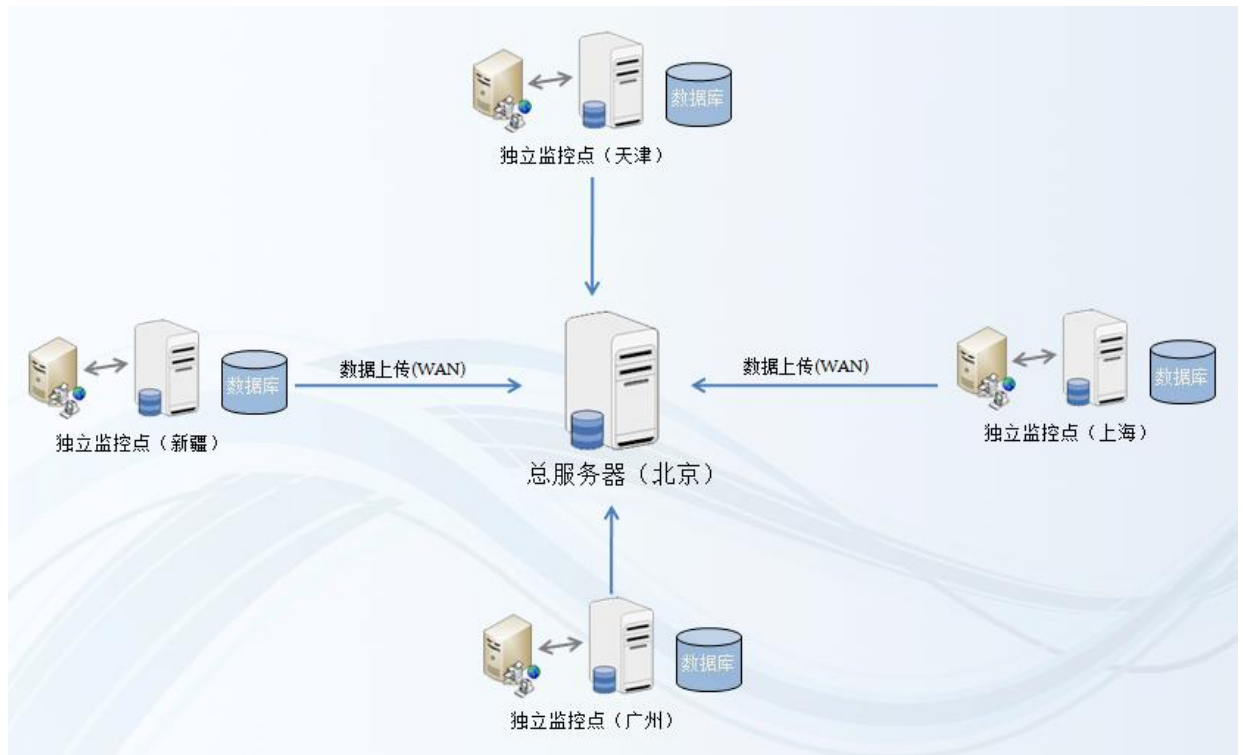 数据库
独立监控点（天津）
数据上传(WAN)
数据上传(WAN)
数据库
数据库
独立监控点（新疆）
独立监控点（上海）
总服务器（北京）
数据库
独立监控点（广州）